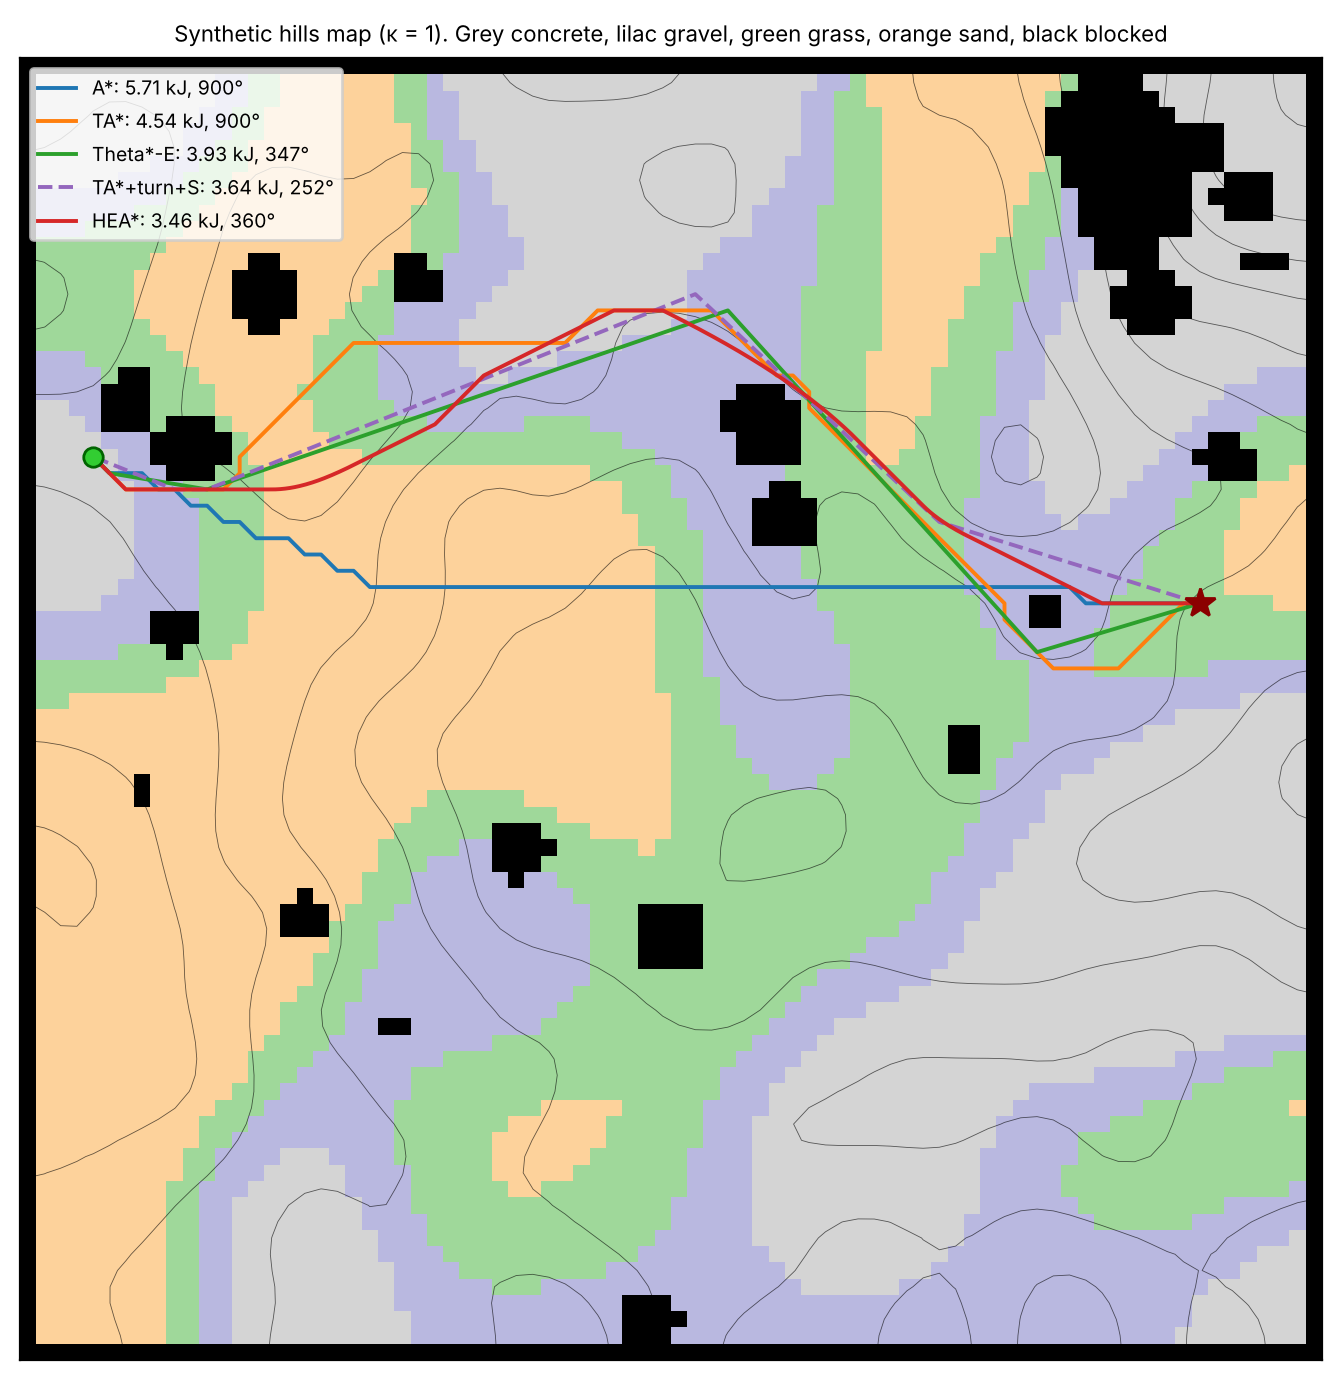 Synthetic hills map (κ = 1). Grey concrete, lilac gravel, green grass, orange sand, black blocked
A*: 5.71 kJ, 900°
TA*: 4.54 kJ, 900°
Theta*-E: 3.93 kJ, 347°
TA*+turn+S: 3.64 kJ, 252°
HEA*: 3.46 kJ, 360°